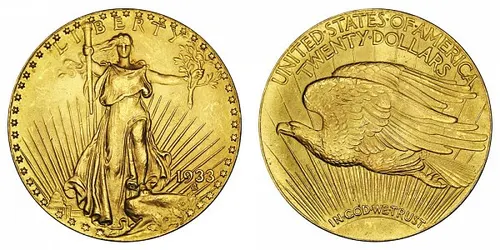 LIBERTY
1933
UNITED·STATES·OF·AMERICA
TWENTY·DOLLARS
IN·GOD·WE·TRUST